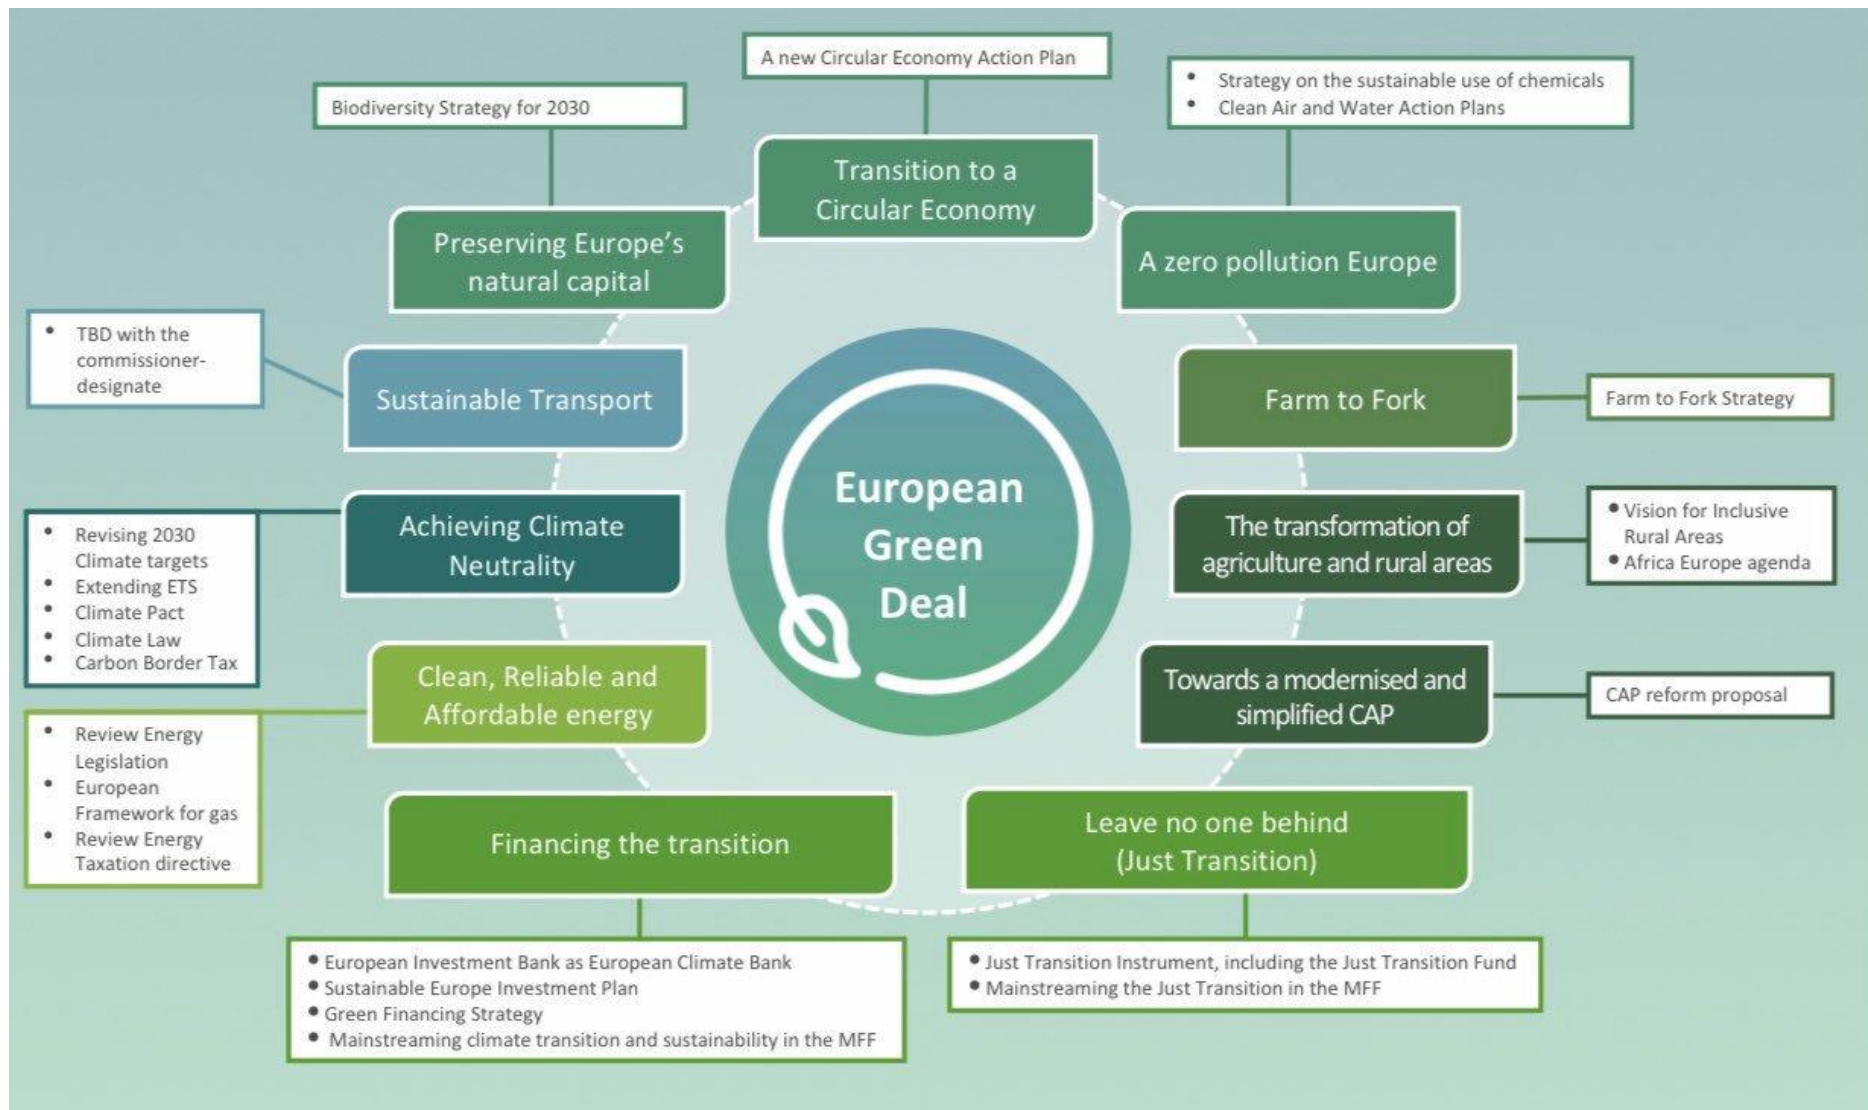 A new Circular Economy Action Plan
• Strategy on the sustainable use of chemicals
• Clean Air and Water Action Plans
Biodiversity Strategy for 2030
Transition to a
Circular Economy
Preserving Europe's
natural capital
A zero pollution Europe
• TBD with the
commissioner-
designate
Sustainable Transport
Farm to Fork
Farm to Fork Strategy
European
Green
Deal
• Revising 2030
Climate targets
• Extending ETS
• Climate Pact
• Climate Law
• Carbon Border Tax
Achieving Climate
Neutrality
The transformation of
agriculture and rural areas
• Vision for Inclusive
Rural Areas
• Africa Europe agenda
Clean, Reliable and
Affordable energy
Towards a modernised and
simplified CAP
CAP reform proposal
• Review Energy
Legislation
• European
Framework for gas
• Review Energy
Taxation directive
Financing the transition
Leave no one behind
(Just Transition)
• European Investment Bank as European Climate Bank
• Sustainable Europe Investment Plan
• Green Financing Strategy
• Mainstreaming climate transition and sustainability in the MFF
• Just Transition Instrument, including the Just Transition Fund
• Mainstreaming the Just Transition in the MFF